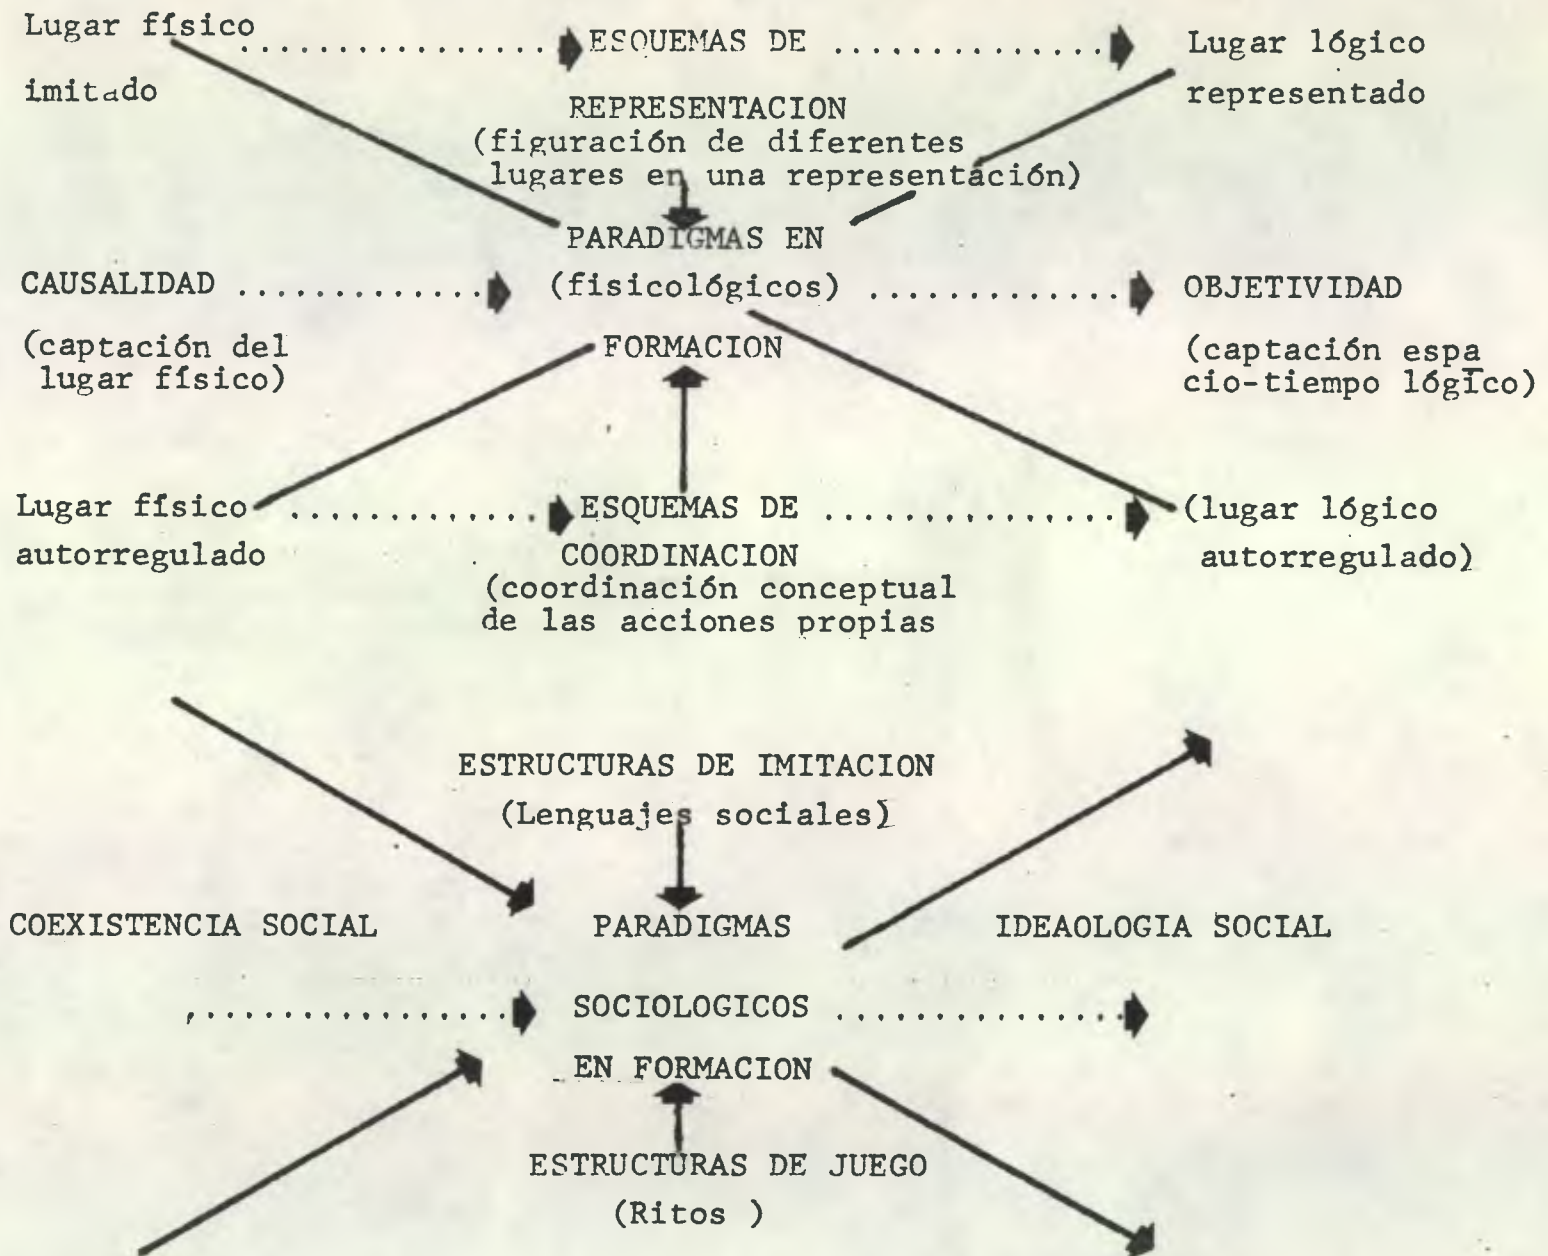 Lugar físico
imitado
ESQUEMAS DE
REPRESENTACION
(figuración de diferentes
lugares en una representación)
Lugar lógico
representado
PARADIGMAS EN
(fisicológicos)
FORMACION
CAUSALIDAD
(captación del
lugar físico)
OBJETIVIDAD
(captación espa
cio-tiempo lógico)
Lugar físico
autorregulado
ESQUEMAS DE
COORDINACION
(coordinación conceptual
de las acciones propias
(lugar lógico
autorregulado)
ESTRUCTURAS DE IMITACION
(Lenguajes sociales)
COEXISTENCIA SOCIAL
PARADIGMAS
IDEAOLOGIA SOCIAL
SOCIOLOGICOS
EN FORMACION
ESTRUCTURAS DE JUEGO
(Ritos )